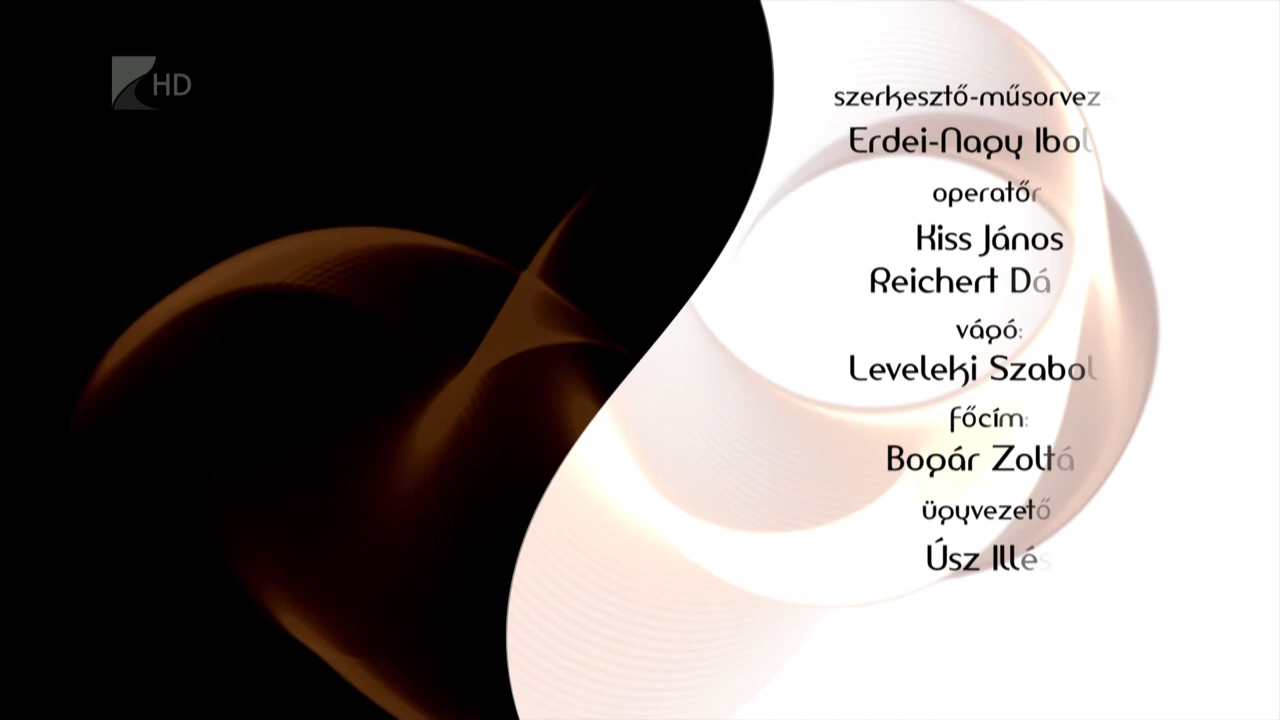 HD
szerkesztő-műsorvez
Erdei-Nagy Ibol
operatőr
Kiss János
Reichert Dá
vágó:
Leveleki Szabol
főcím:
Bogár Zoltá
ügyvezető
Úsz Illés